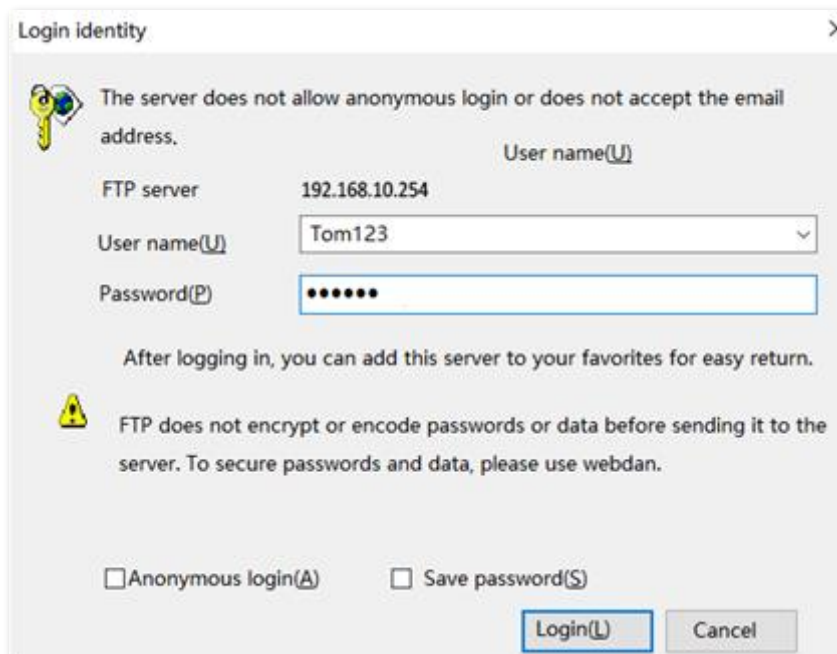 Login identity
The server does not allow anonymous login or does not accept the email
address.
User name(U)
FTP server 192.168.10.254
User name(U) Tom123
Password(P) ●●●●●●
After logging in, you can add this server to your favorites for easy return.
FTP does not encrypt or encode passwords or data before sending it to the
server. To secure passwords and data, please use webdan.
Anonymous login(A) Save password(S)
Login(L) Cancel